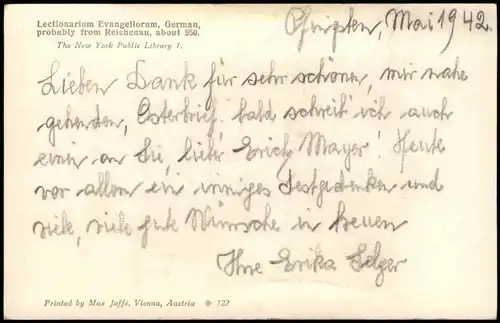 Lectionarium Evangeliorum, German,
probably from Reichenau, about 950.
The New York Public Library 1.
Pfingsten, Mai 1942.
Lieben Dank für sehr schönen, mir nahe
gehenden, Osterbrief. bald schreib' ich auch
einen an Sie, lieber Erich Mayer! Heute
vor allem ein inniges Festgedenken und
viele, viele gute Wünsche in treuen
Ihre Erika
Printed by Max Jaffé, Vienna, Austria ✻ 122